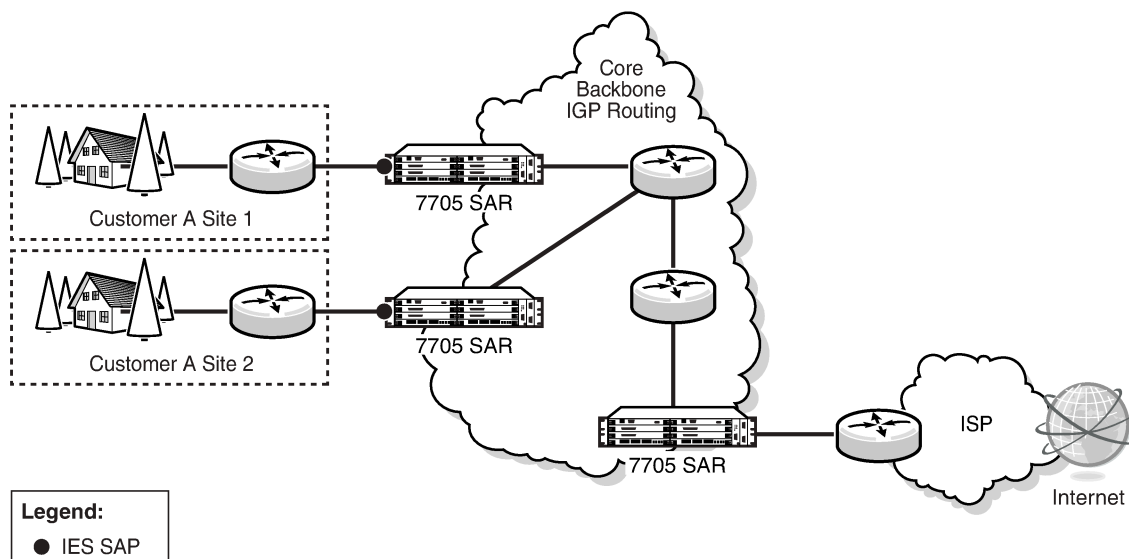 Core
Backbone
IGP Routing
7705 SAR
Customer A Site 1
7705 SAR
Customer A Site 2
7705 SAR
ISP
Internet
Legend:
IES SAP